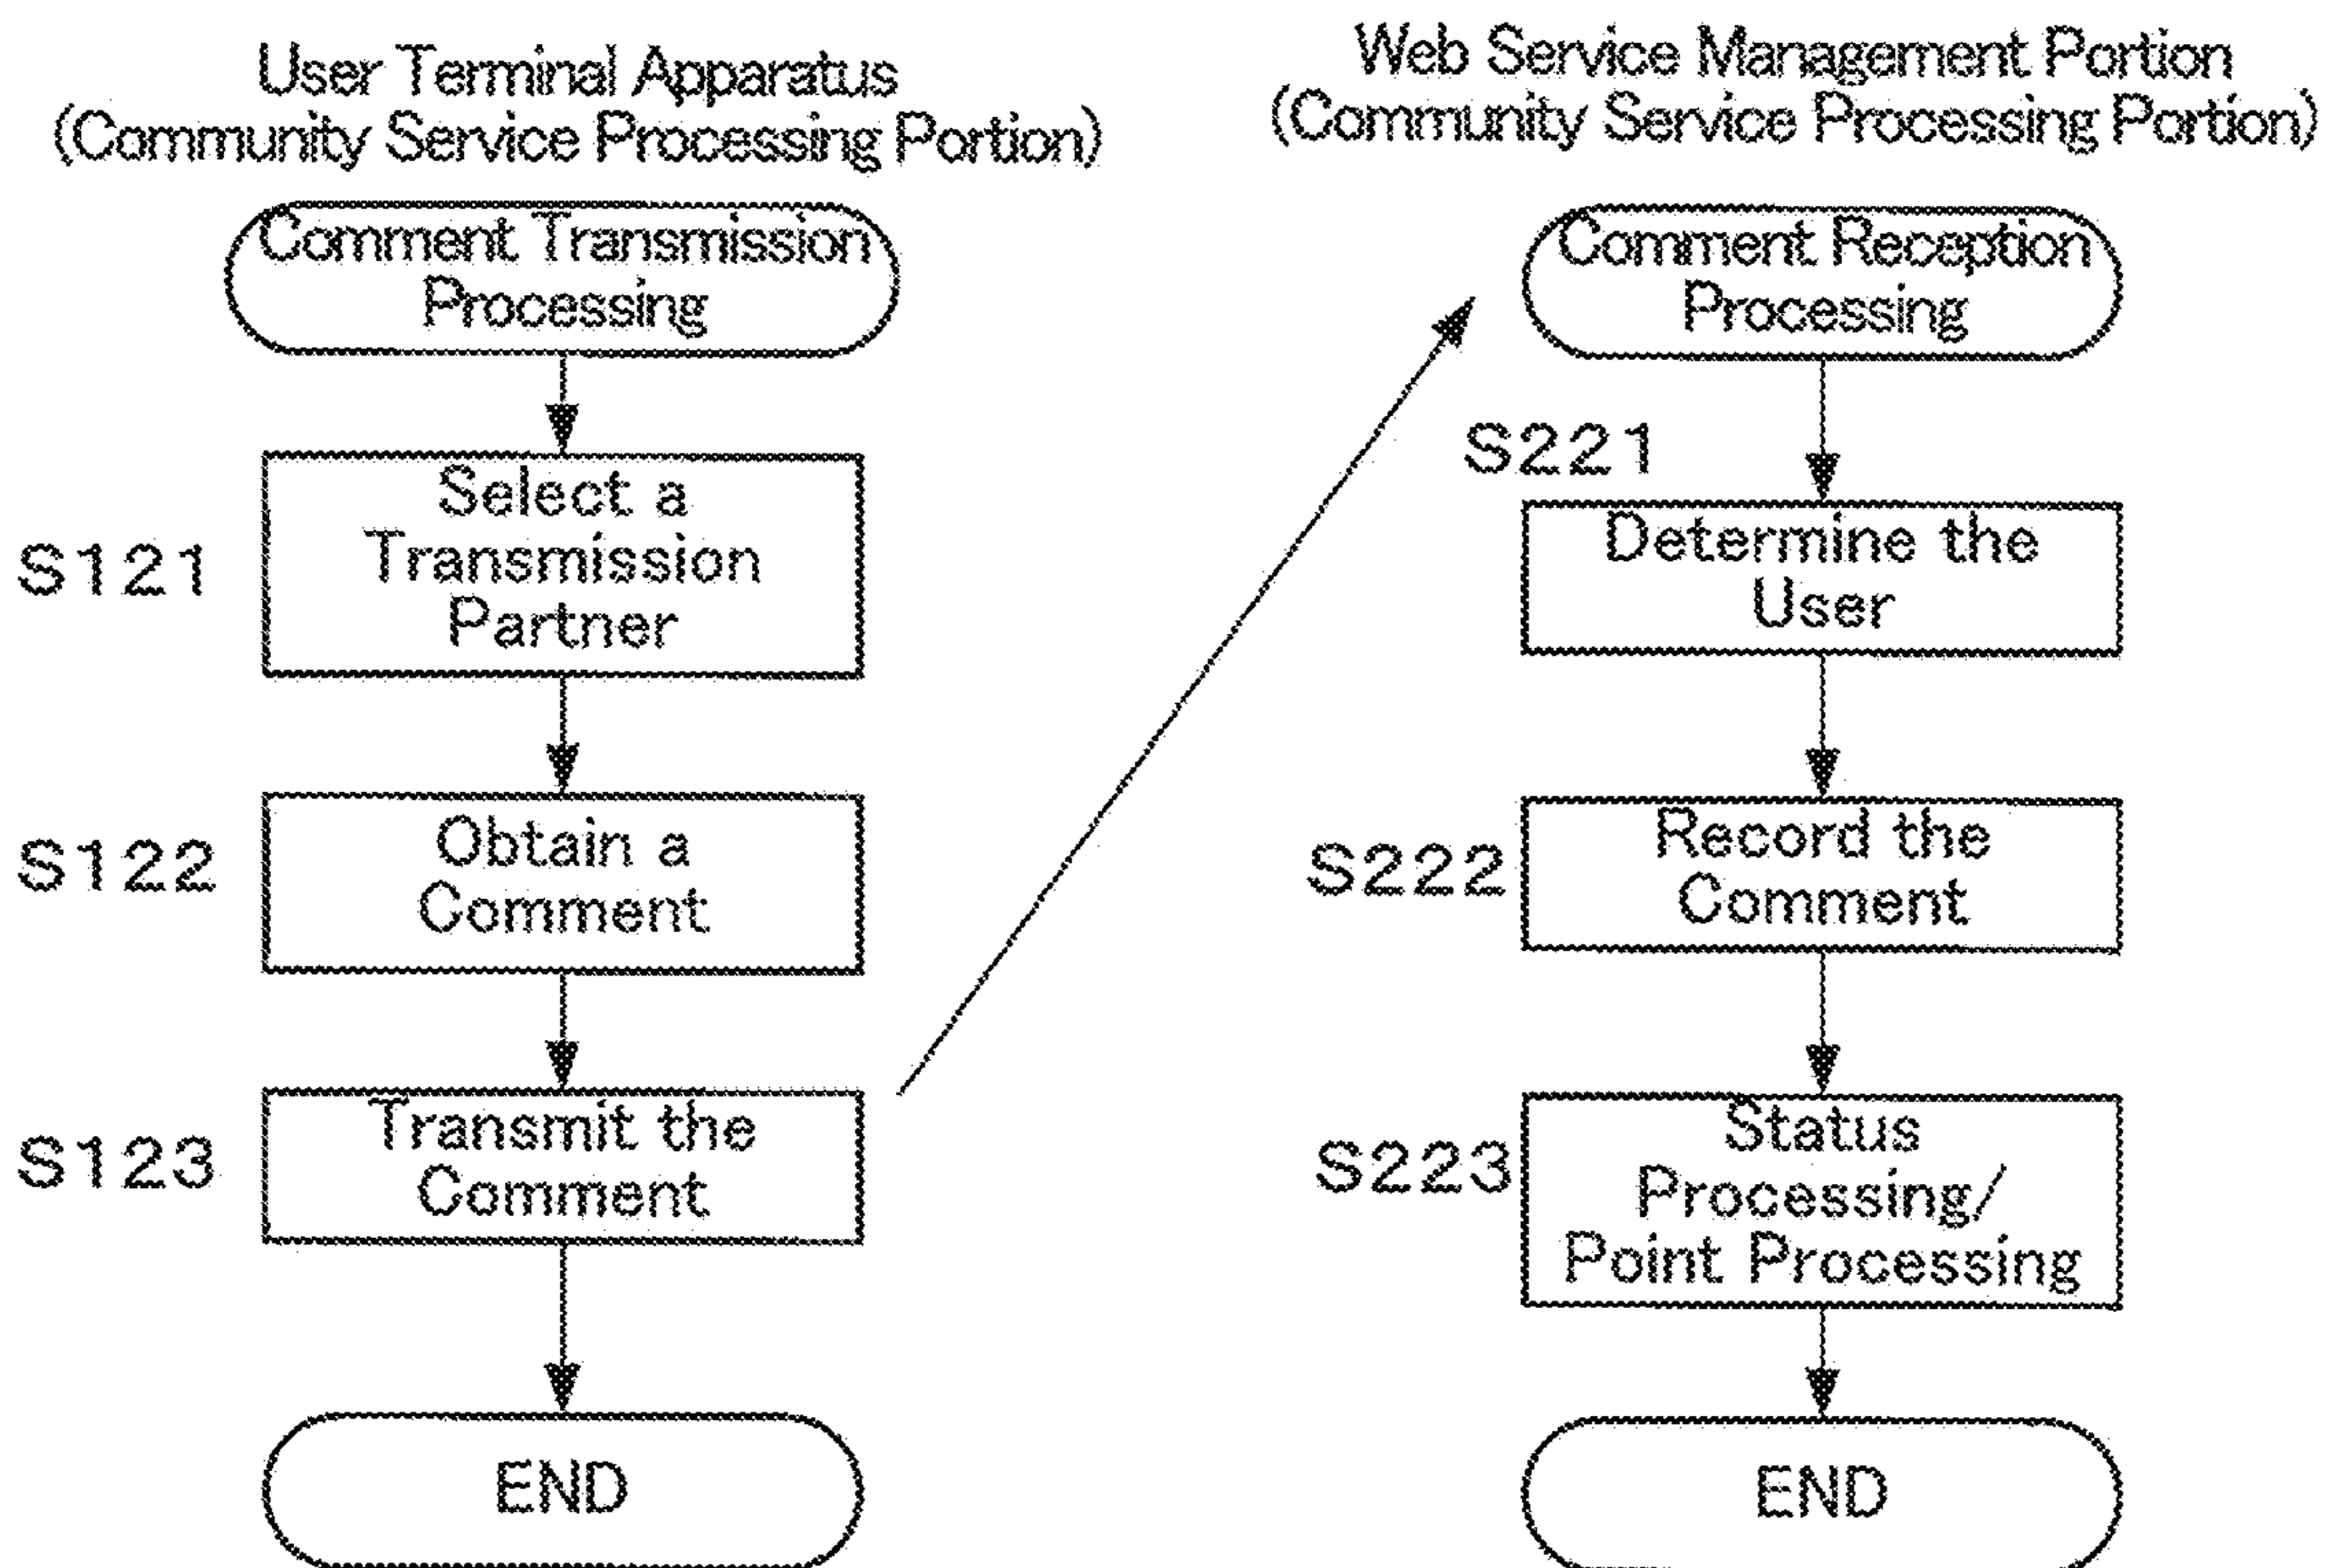 User Terminal Apparatus
(Community Service Processing Portion)
Comment Transmission
Processing
S121
Select a
Transmission
Partner
S122
Obtain a
Comment
S123
Transmit the
Comment
END
Web Service Management Portion
(Community Service Processing Portion)
Comment Reception
Processing
S221
Determine the
User
S222
Record the
Comment
S223
Status
Processing/
Point Processing
END